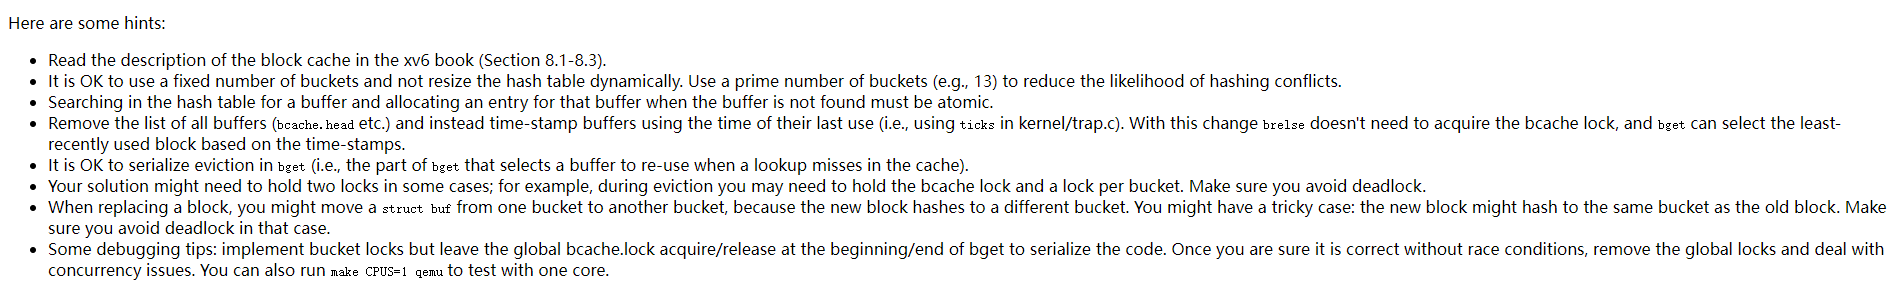 Here are some hints:
• Read the description of the block cache in the xv6 book (Section 8.1-8.3).
• It is OK to use a fixed number of buckets and not resize the hash table dynamically. Use a prime number of buckets (e.g., 13) to reduce the likelihood of hashing conflicts.
• Searching in the hash table for a buffer and allocating an entry for that buffer when the buffer is not found must be atomic.
• Remove the list of all buffers (bcache.head etc.) and instead time-stamp buffers using the time of their last use (i.e., using ticks in kernel/trap.c). With this change brelse doesn't need to acquire the bcache lock, and bget can select the least-
recently used block based on the time-stamps.
• It is OK to serialize eviction in bget (i.e., the part of bget that selects a buffer to re-use when a lookup misses in the cache).
• Your solution might need to hold two locks in some cases; for example, during eviction you may need to hold the bcache lock and a lock per bucket. Make sure you avoid deadlock.
• When replacing a block, you might move a struct buf from one bucket to another bucket, because the new block hashes to a different bucket. You might have a tricky case: the new block might hash to the same bucket as the old block. Make
sure you avoid deadlock in that case.
• Some debugging tips: implement bucket locks but leave the global bcache.lock acquire/release at the beginning/end of bget to serialize the code. Once you are sure it is correct without race conditions, remove the global locks and deal with
concurrency issues. You can also run make CPUS=1 qemu to test with one core.